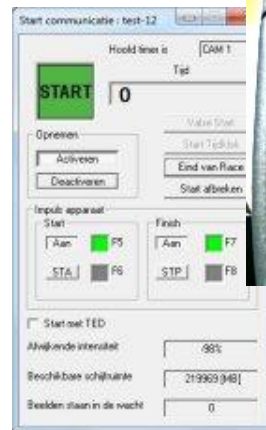 Start communicatie : test-12
Hoofd timer is CAM 1
Tijd
START 0
Valse Start
Start Tijdklok
Opnemen
Activeren
Deactiveren
Eind van Race
Start afbreken
Impuls apparaat
Start Finish
Aan F5 Aan F7
STA F6 STP F8
Start met TED
Afwijkende intensiteit -98%
Beschikbare schijfruimte 219969 [MB]
Beelden staan in de wacht 0